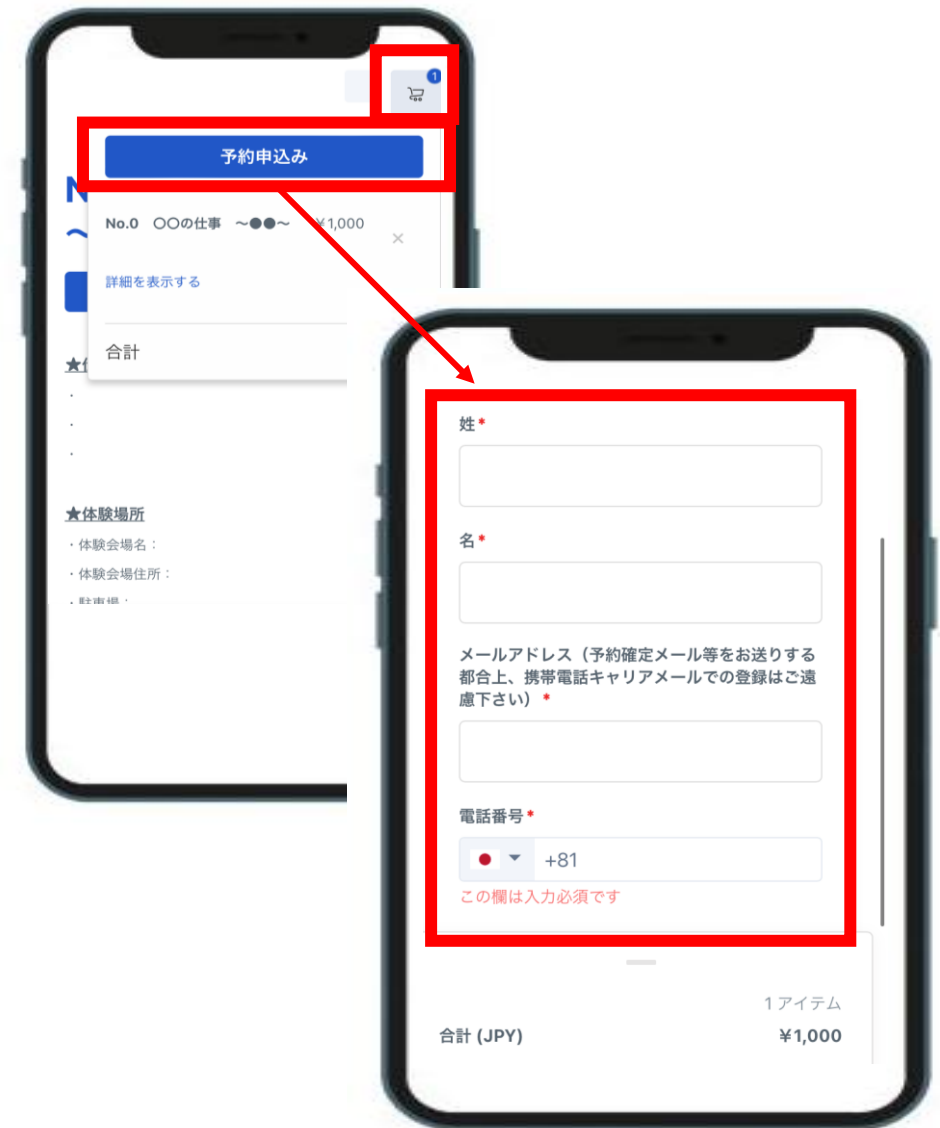 1
予約申込み
N
No.0 〇〇の仕事 ～●●～ ¥1,000
～
×
詳細を表示する
合計
★
・
・
・
★体験場所
・体験会場名：
・体験会場住所：
・駐車場：
姓*
名*
メールアドレス（予約確定メール等をお送りする
都合上、携帯電話キャリアメールでの登録はご遠
慮下さい）*
電話番号*
+81
この欄は入力必須です
1 アイテム
合計 (JPY) ¥1,000